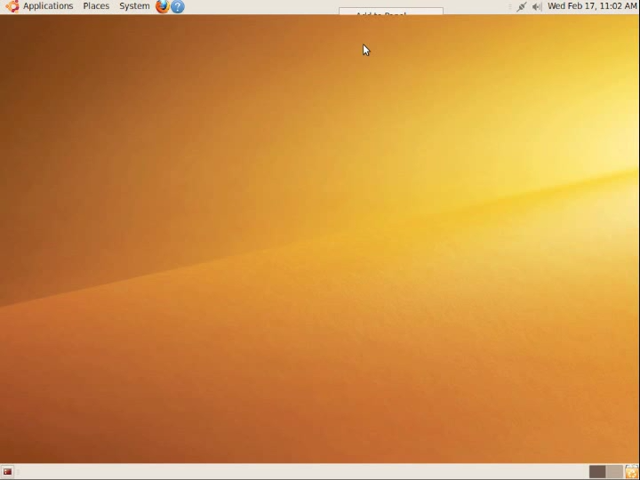 Applications Places System Wed Feb 17, 11:02 AM
Add to Panel...